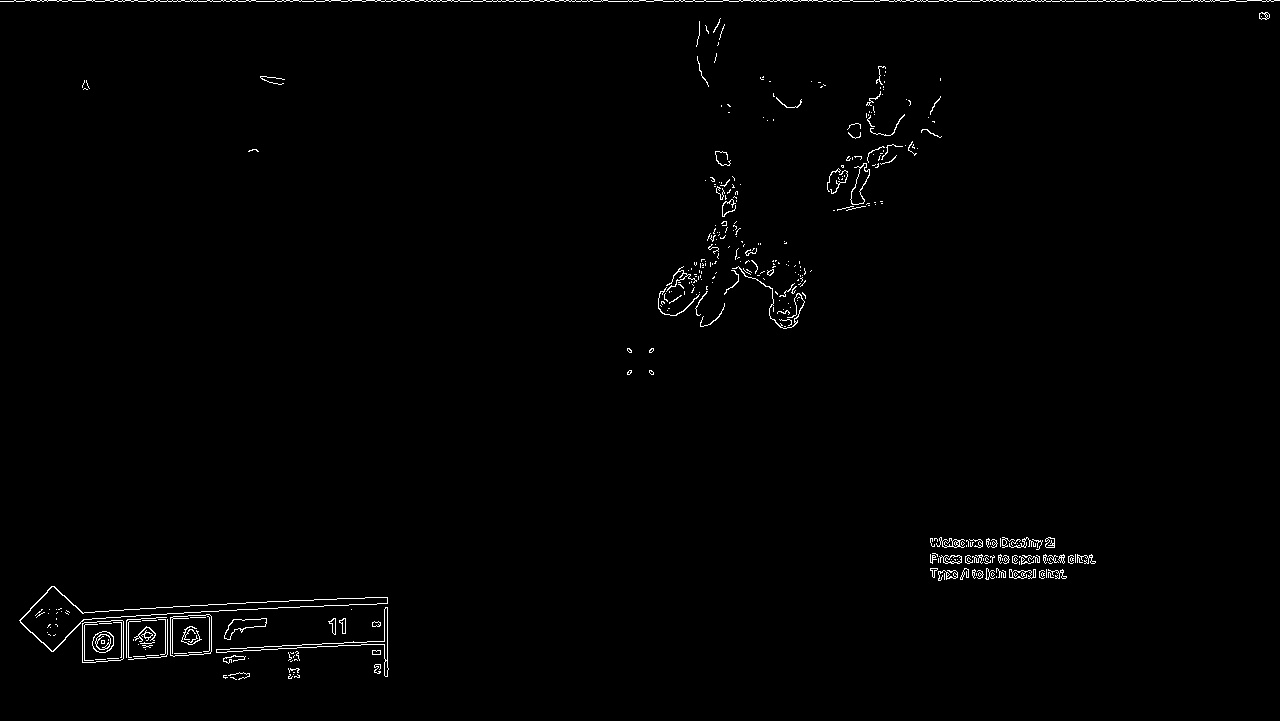 Welcome to Destiny 2!
Press enter to open text chat.
Type /l to join local chat.
11